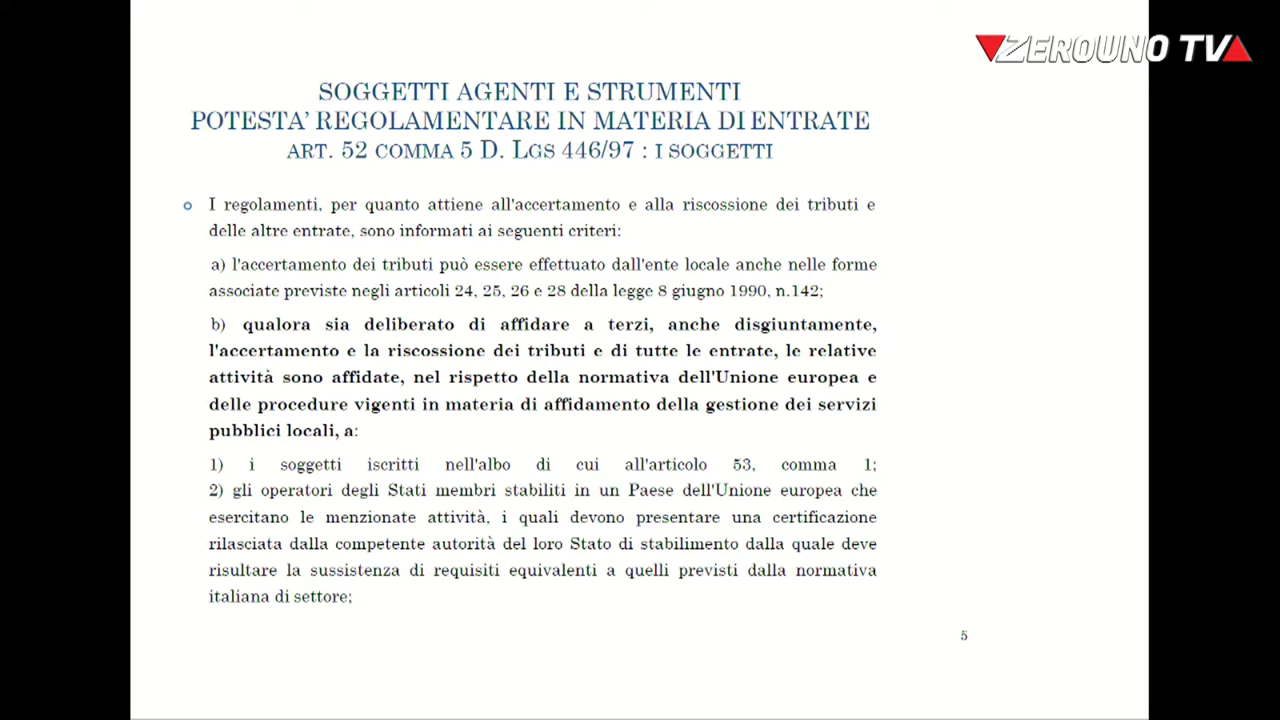 ZEROUNO TV
SOGGETTI AGENTI E STRUMENTI
POTESTA' REGOLAMENTARE IN MATERIA DI ENTRATE
ART. 52 COMMA 5 D. LGS 446/97 : I SOGGETTI
I regolamenti, per quanto attiene all'accertamento e alla riscossione dei tributi e
delle altre entrate, sono informati ai seguenti criteri:
a) l'accertamento dei tributi può essere effettuato dall'ente locale anche nelle forme
associate previste negli articoli 24, 25, 26 e 28 della legge 8 giugno 1990, n.142;
b) qualora sia deliberato di affidare a terzi, anche disgiuntamente,
l'accertamento e la riscossione dei tributi e di tutte le entrate, le relative
attività sono affidate, nel rispetto della normativa dell'Unione europea e
delle procedure vigenti in materia di affidamento della gestione dei servizi
pubblici locali, a:
1) i soggetti iscritti nell'albo di cui all'articolo 53, comma 1;
2) gli operatori degli Stati membri stabiliti in un Paese dell'Unione europea che
esercitano le menzionate attività, i quali devono presentare una certificazione
rilasciata dalla competente autorità del loro Stato di stabilimento dalla quale deve
risultare la sussistenza di requisiti equivalenti a quelli previsti dalla normativa
italiana di settore;
5